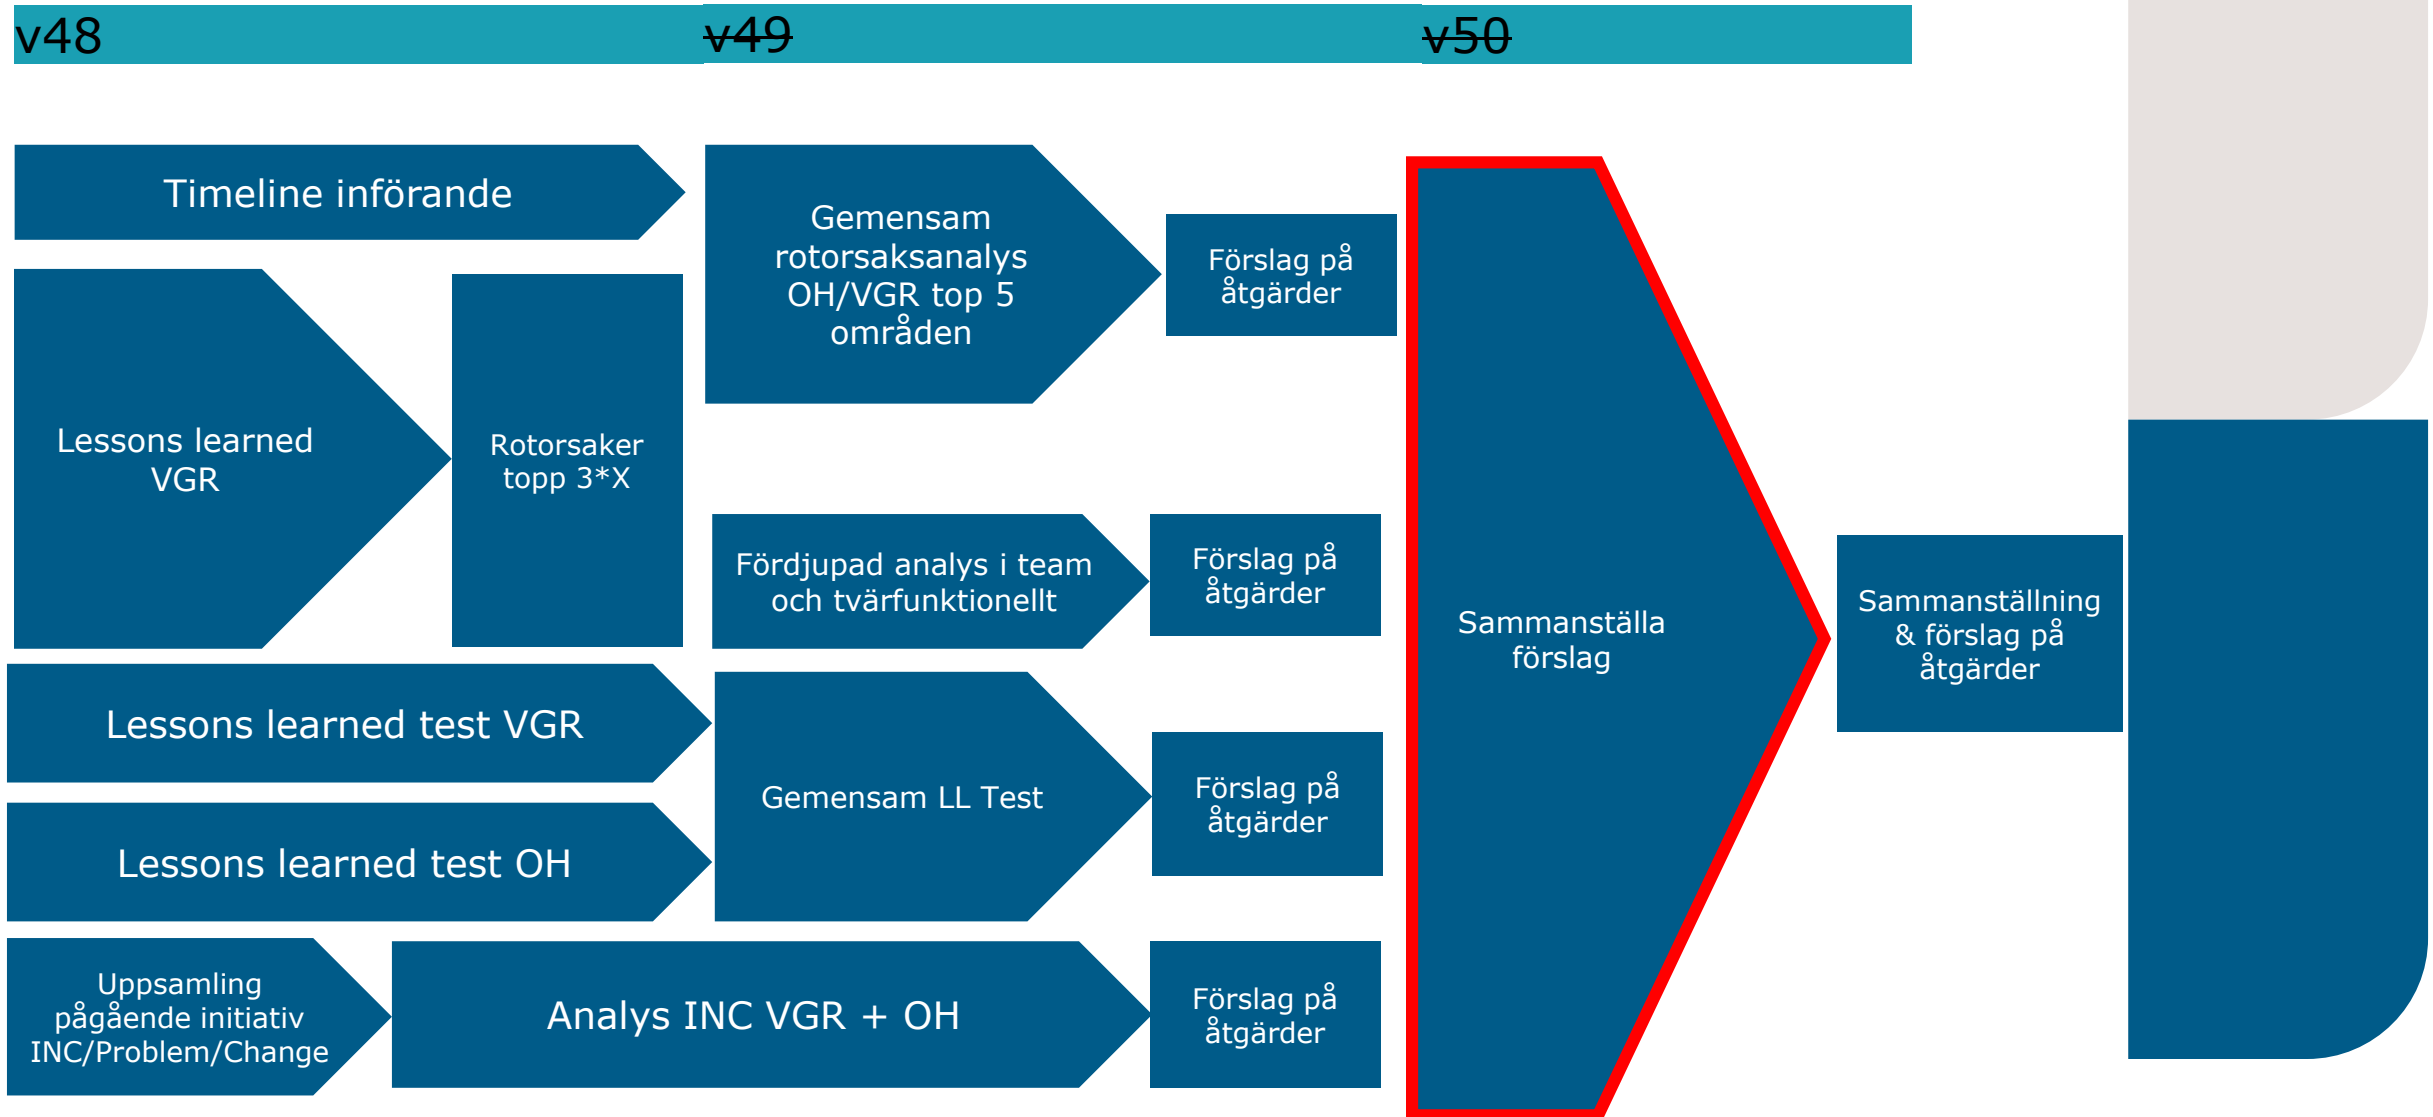 v48
v49
v50
Timeline införande
Gemensam
rotorsaksanalys
OH/VGR top 5
områden
Förslag på
åtgärder
Lessons learned
VGR
Rotorsaker
topp 3*X
Fördjupad analys i team
och tvärfunktionellt
Förslag på
åtgärder
Sammanställa
förslag
Sammanställning
& förslag på
åtgärder
Lessons learned test VGR
Gemensam LL Test
Förslag på
åtgärder
Lessons learned test OH
Uppsamling
pågående initiativ
INC/Problem/Change
Analys INC VGR + OH
Förslag på
åtgärder